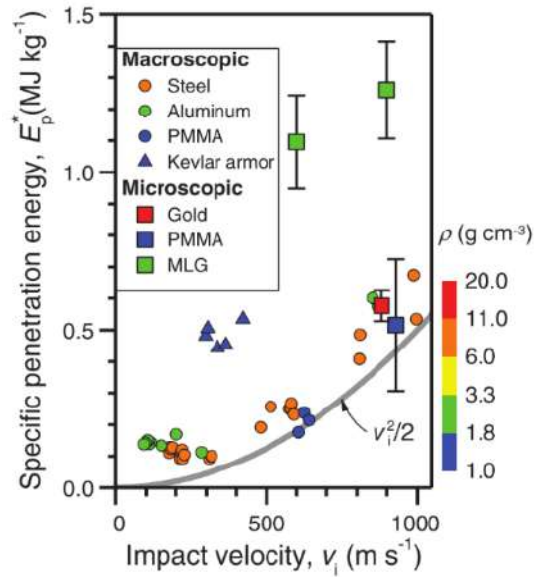 Specific penetration energy, E*p (MJ kg⁻¹)
1.5
1.0
0.5
0.0
Macroscopic
Steel
Aluminum
PMMA
Kevlar armor
Microscopic
Gold
PMMA
MLG
ρ (g cm⁻³)
20.0
11.0
6.0
3.3
1.8
1.0
vᵢ²/2
0
500
1000
Impact velocity, vᵢ (m s⁻¹)